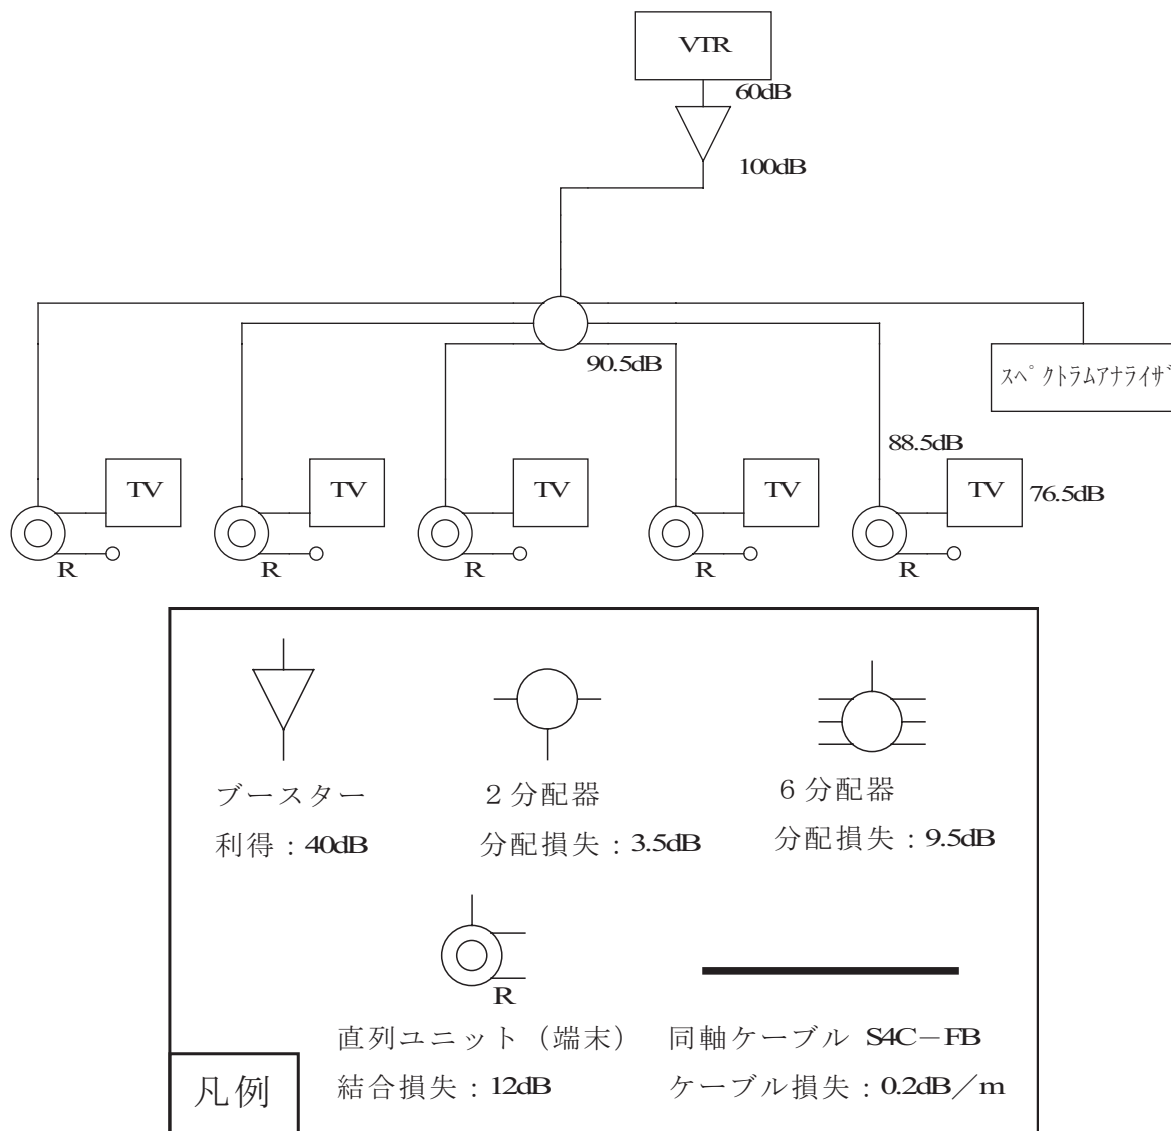 VTR
60dB
100dB
90.5dB
スペクトラムアナライザ
88.5dB
TV
TV
TV
TV
TV
76.5dB
R
R
R
R
R
ブースター
利得：40dB
２分配器
分配損失：3.5dB
６分配器
分配損失：9.5dB
R
直列ユニット（端末）
結合損失：12dB
同軸ケーブル S4C－FB
ケーブル損失：0.2dB／m
凡例